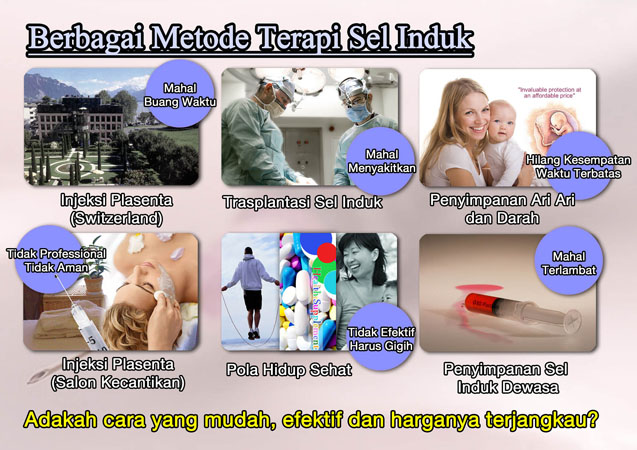 Berbagai Metode Terapi Sel Induk
Mahal
Buang Waktu
Injeksi Plasenta
(Switzerland)
Mahal
Menyakitkan
Trasplantasi Sel Induk
"Invaluable protection at
an affordable price"
Hilang Kesempatan
Waktu Terbatas
Penyimpanan Ari Ari
dan Darah
Tidak Professional
Tidak Aman
Injeksi Plasenta
(Salon Kecantikan)
Health Supplement
Tidak Efektif
Harus Gigih
Pola Hidup Sehat
Mahal
Terlambat
Penyimpanan Sel
Induk Dewasa
Adakah cara yang mudah, efektif dan harganya terjangkau?